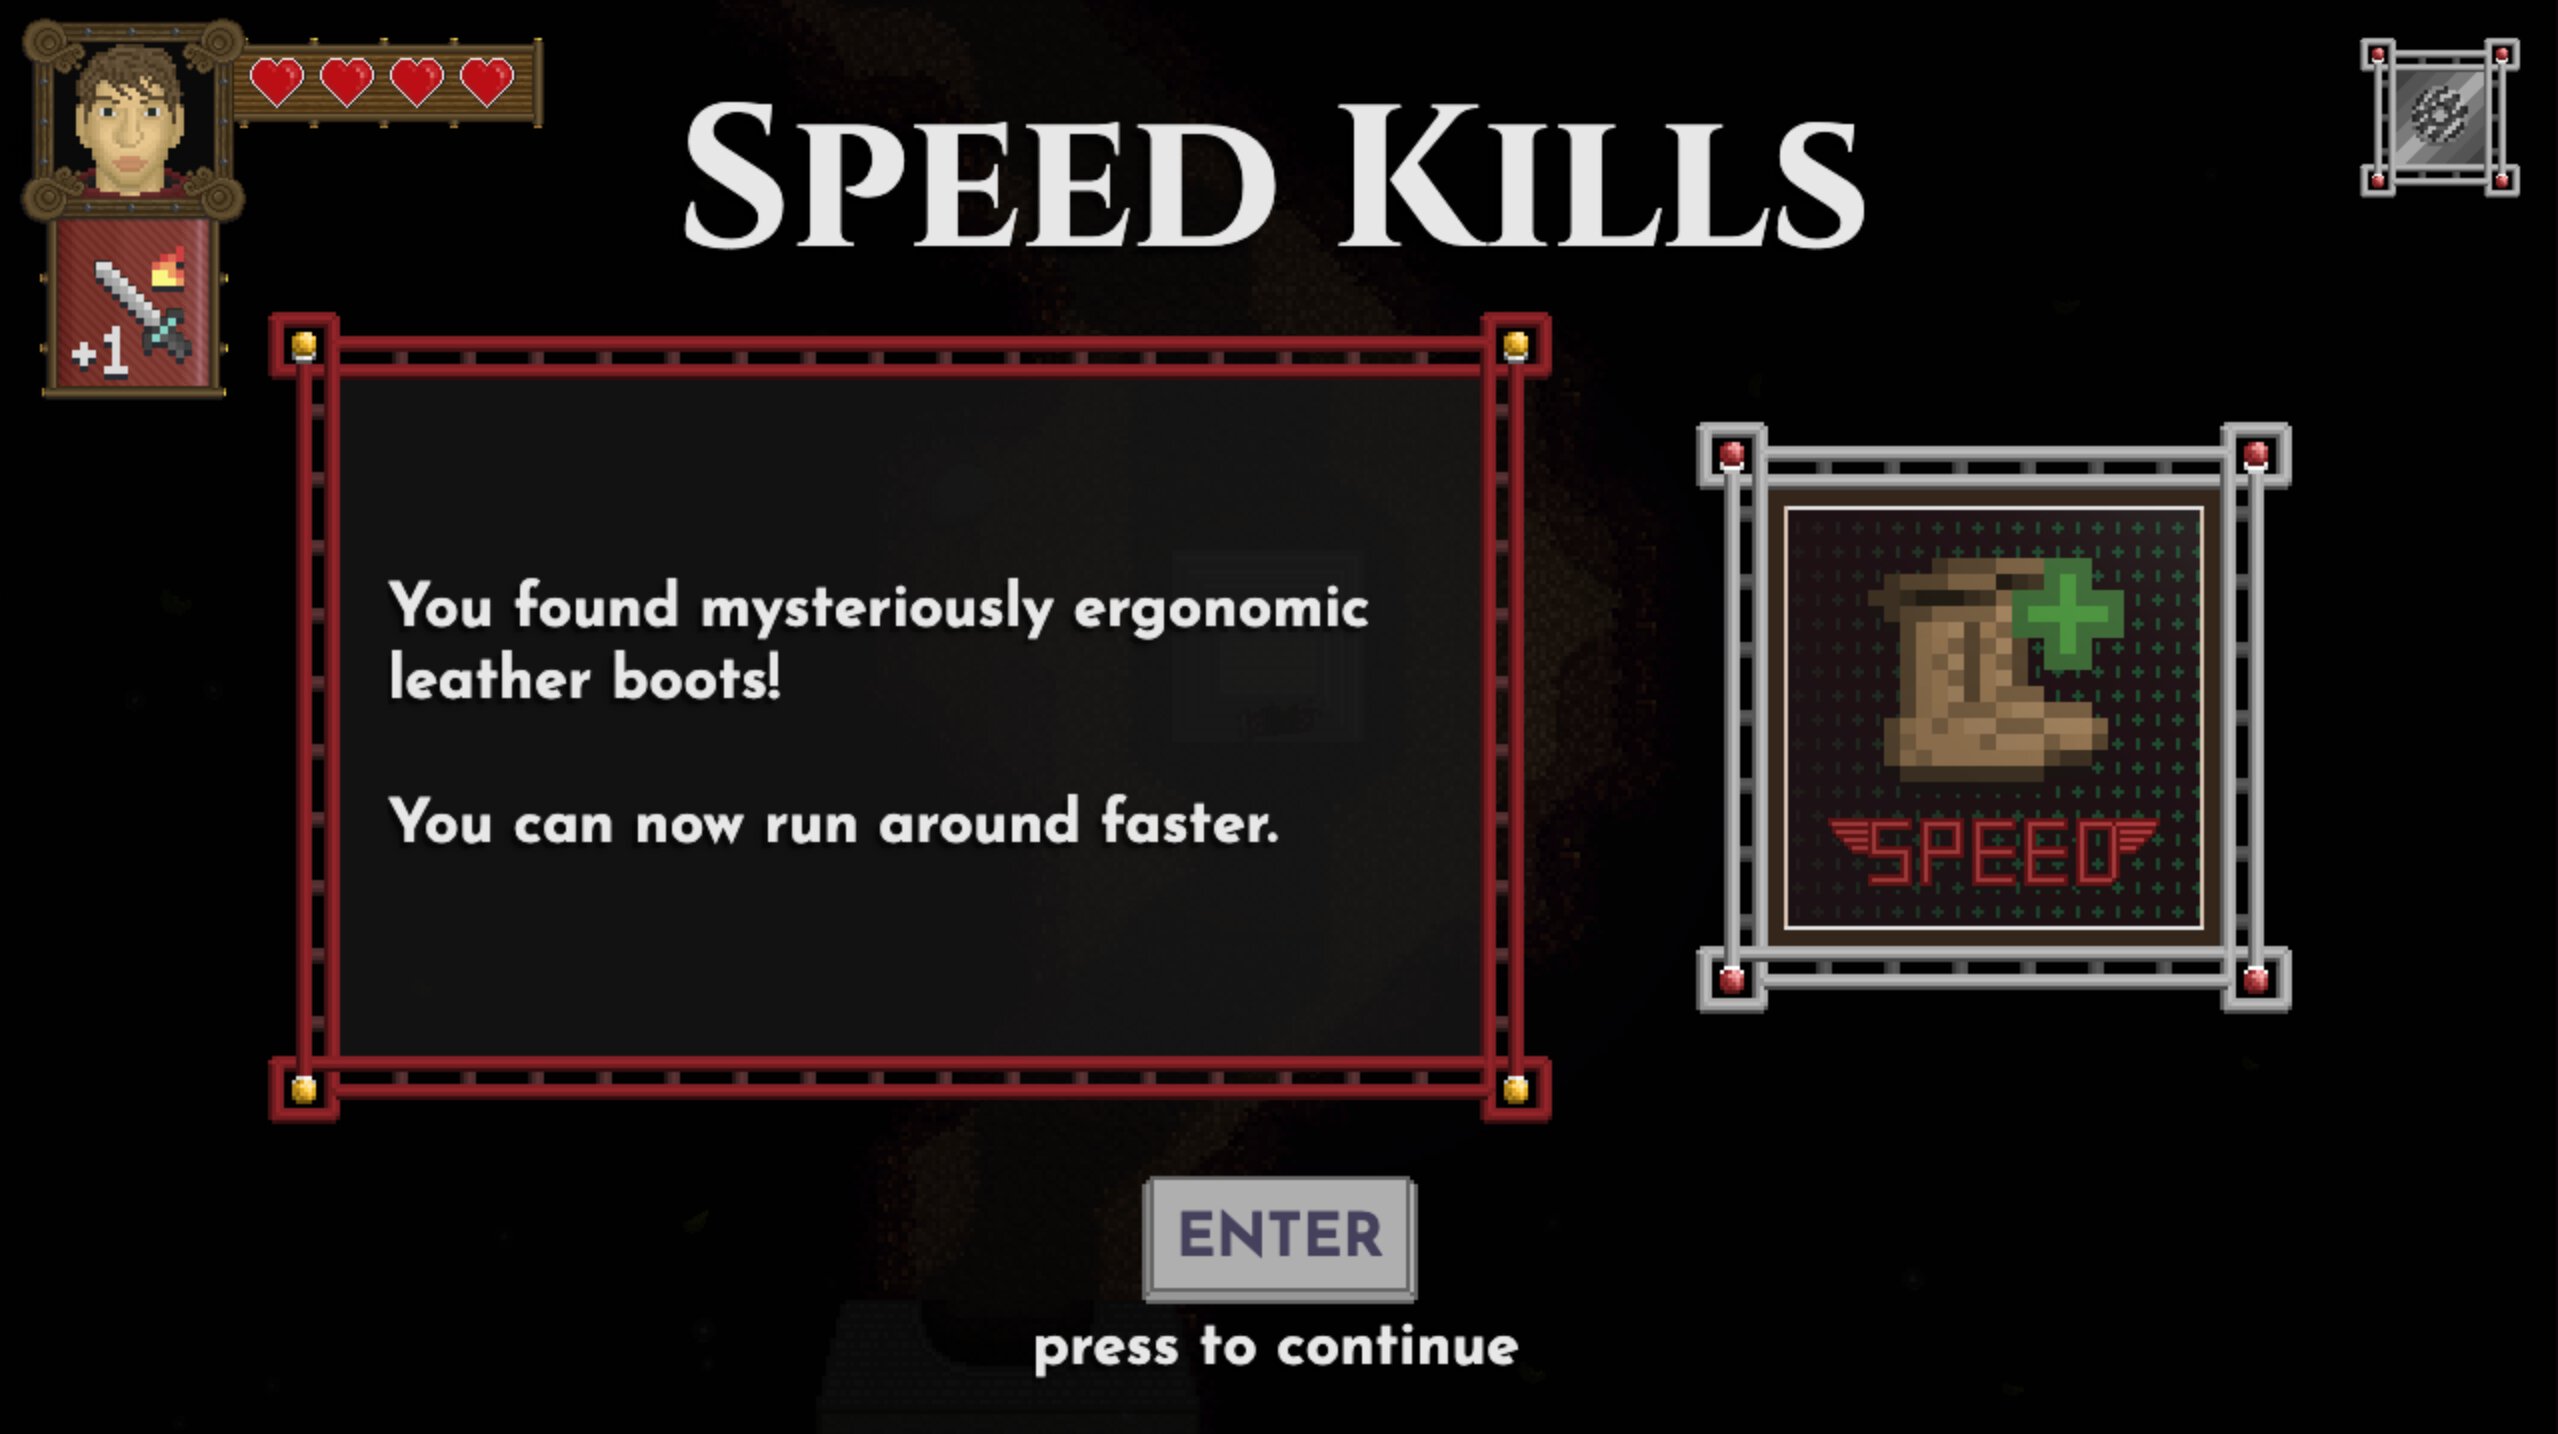 Speed Kills
+1
You found mysteriously ergonomic
leather boots!
You can now run around faster.
SPEED
ENTER
press to continue